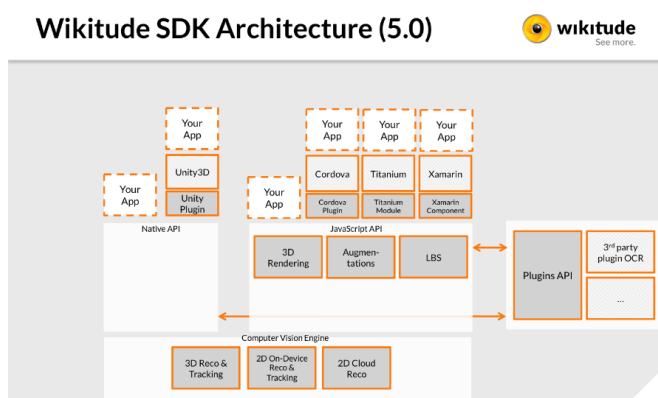 Wikitude SDK Architecture (5.0)
wikitude
See more.
Your
App
Your
App
Your
App
Your
App
Unity3D
Cordova
Titanium
Xamarin
Your
App
Your
App
Unity
Plugin
Cordova
Plugin
Titanium
Module
Xamarin
Component
Native API
JavaScript API
3D
Rendering
Augmen-
tations
LBS
Plugins API
3rd party
plugin OCR
...
Computer Vision Engine
3D Reco &
Tracking
2D On-Device
Reco &
Tracking
2D Cloud
Reco